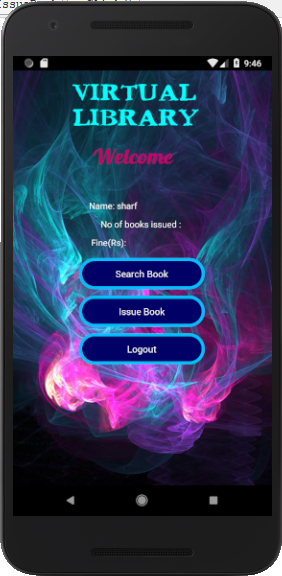 9:46
VIRTUAL
LIBRARY
Welcome
Name: sharf
No of books issued :
Fine(Rs):
Search Book
Issue Book
Logout